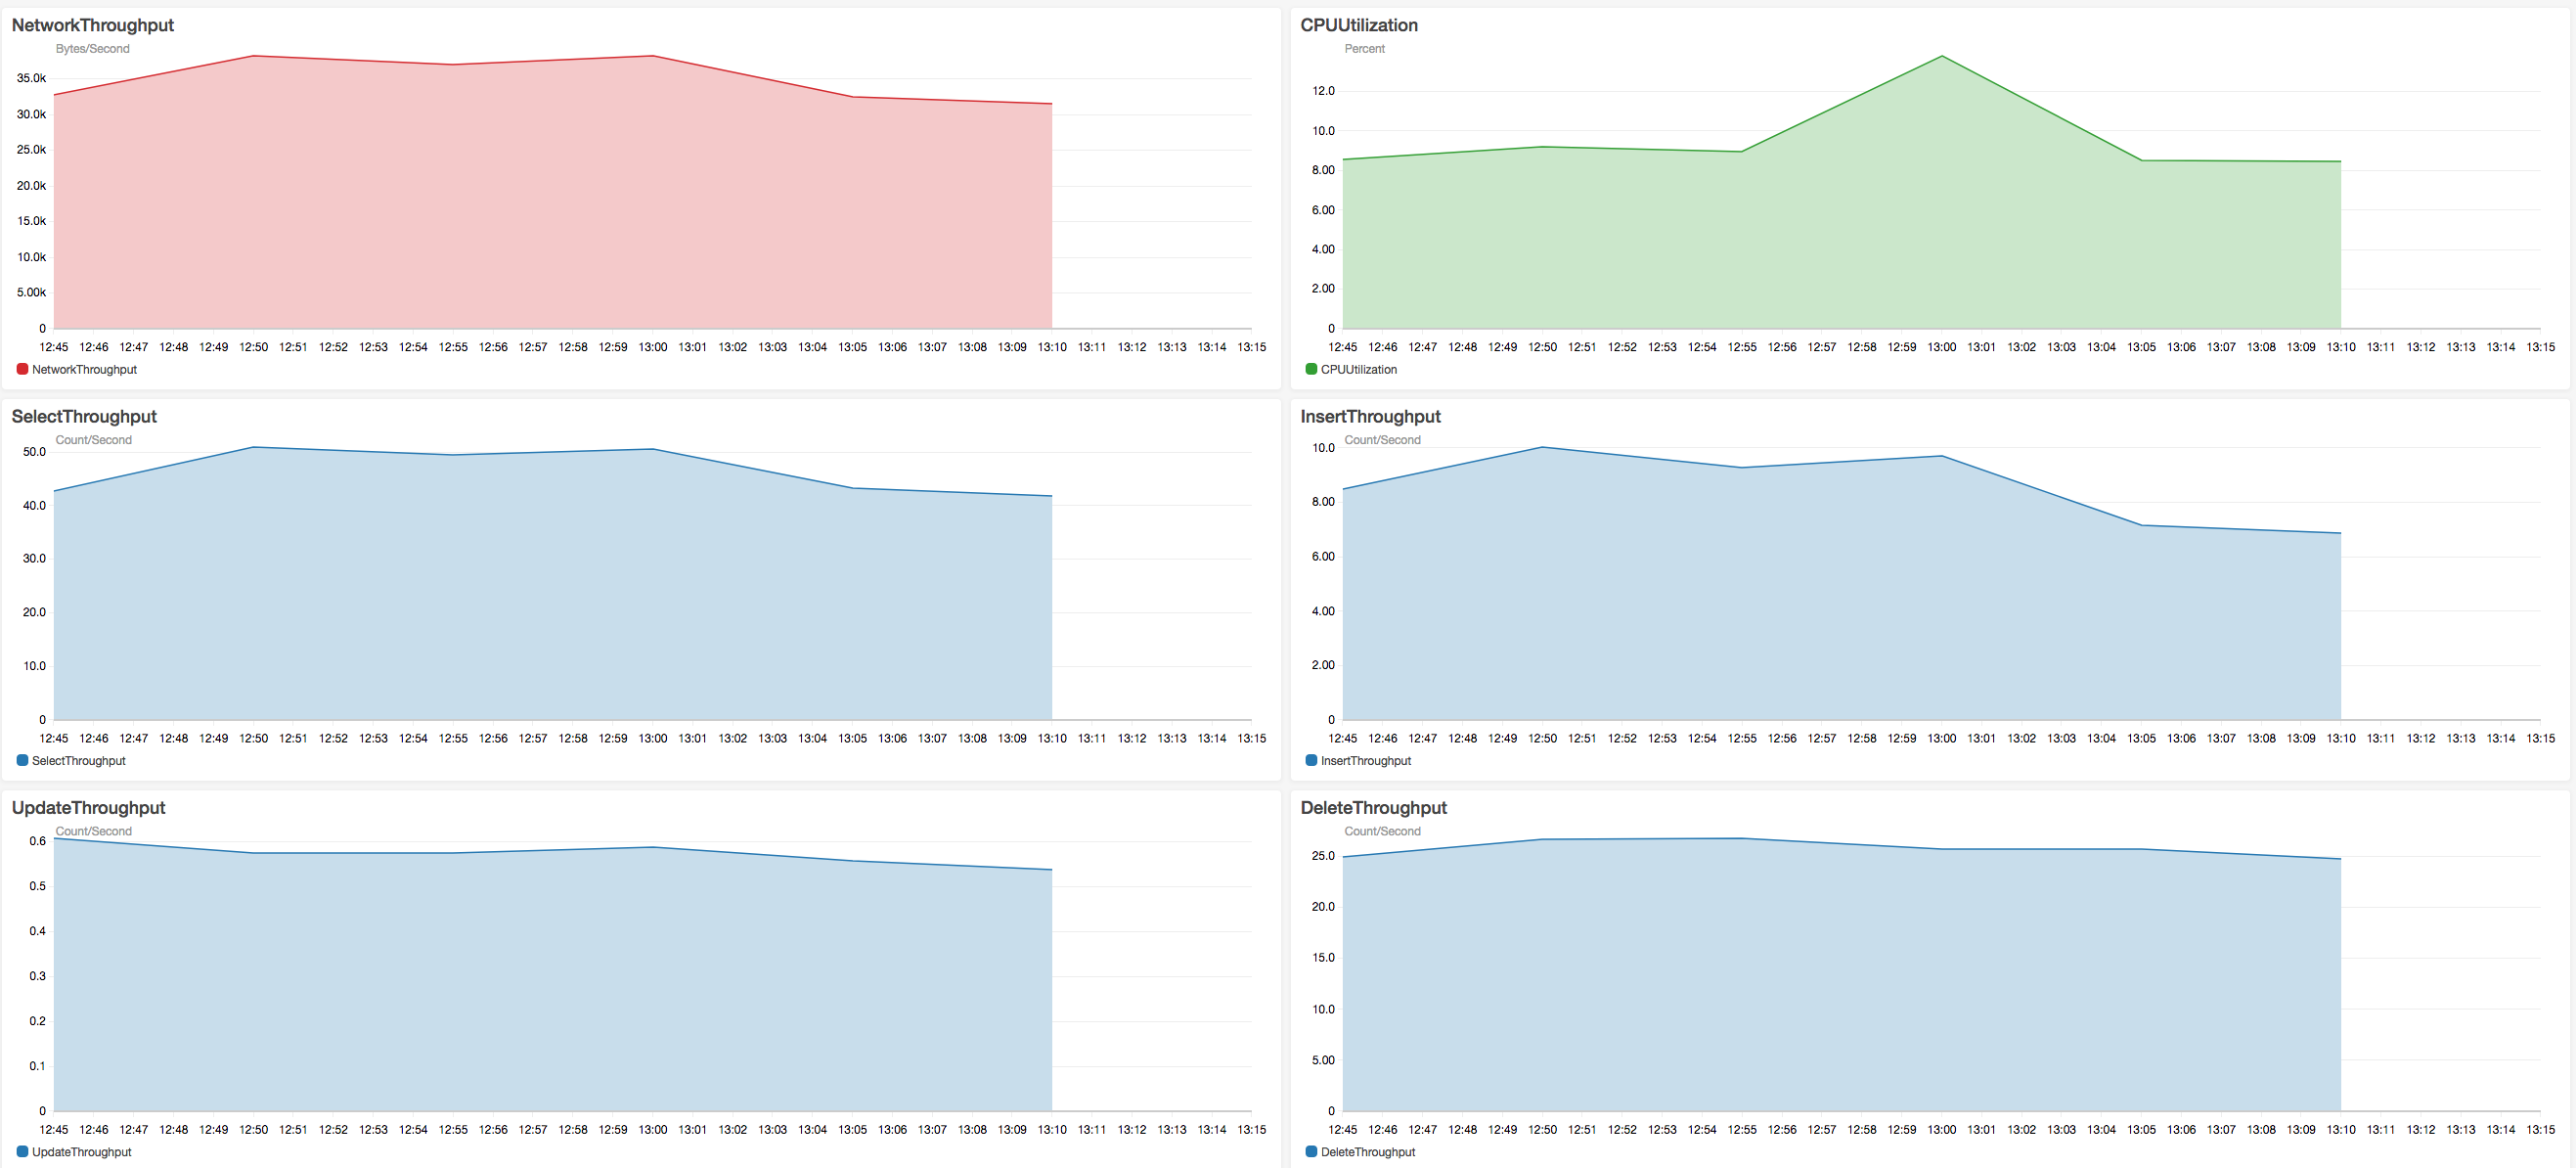 NetworkThroughput
Bytes/Second
35.0k
30.0k
25.0k
20.0k
15.0k
10.0k
5.00k
0
12:45 12:46 12:47 12:48 12:49 12:50 12:51 12:52 12:53 12:54 12:55 12:56 12:57 12:58 12:59 13:00 13:01 13:02 13:03 13:04 13:05 13:06 13:07 13:08 13:09 13:10 13:11 13:12 13:13 13:14 13:15
NetworkThroughput
CPUUtilization
Percent
12.0
10.0
8.00
6.00
4.00
2.00
0
12:45 12:46 12:47 12:48 12:49 12:50 12:51 12:52 12:53 12:54 12:55 12:56 12:57 12:58 12:59 13:00 13:01 13:02 13:03 13:04 13:05 13:06 13:07 13:08 13:09 13:10 13:11 13:12 13:13 13:14 13:15
CPUUtilization
SelectThroughput
Count/Second
50.0
40.0
30.0
20.0
10.0
0
12:45 12:46 12:47 12:48 12:49 12:50 12:51 12:52 12:53 12:54 12:55 12:56 12:57 12:58 12:59 13:00 13:01 13:02 13:03 13:04 13:05 13:06 13:07 13:08 13:09 13:10 13:11 13:12 13:13 13:14 13:15
SelectThroughput
InsertThroughput
Count/Second
10.0
8.00
6.00
4.00
2.00
0
12:45 12:46 12:47 12:48 12:49 12:50 12:51 12:52 12:53 12:54 12:55 12:56 12:57 12:58 12:59 13:00 13:01 13:02 13:03 13:04 13:05 13:06 13:07 13:08 13:09 13:10 13:11 13:12 13:13 13:14 13:15
InsertThroughput
UpdateThroughput
Count/Second
0.6
0.5
0.4
0.3
0.2
0.1
0
12:45 12:46 12:47 12:48 12:49 12:50 12:51 12:52 12:53 12:54 12:55 12:56 12:57 12:58 12:59 13:00 13:01 13:02 13:03 13:04 13:05 13:06 13:07 13:08 13:09 13:10 13:11 13:12 13:13 13:14 13:15
UpdateThroughput
DeleteThroughput
Count/Second
25.0
20.0
15.0
10.0
5.00
0
12:45 12:46 12:47 12:48 12:49 12:50 12:51 12:52 12:53 12:54 12:55 12:56 12:57 12:58 12:59 13:00 13:01 13:02 13:03 13:04 13:05 13:06 13:07 13:08 13:09 13:10 13:11 13:12 13:13 13:14 13:15
DeleteThroughput